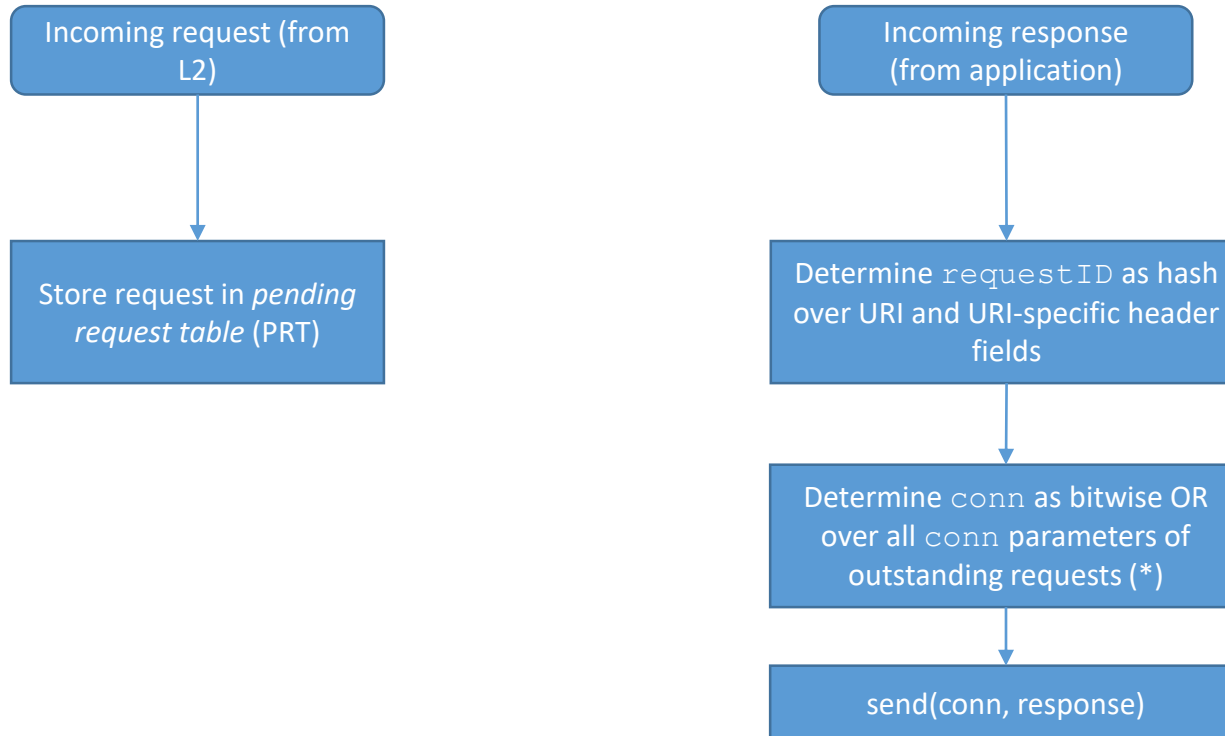 Incoming request (from
L2)
Store request in pending
request table (PRT)
Incoming response
(from application)
Determine requestID as hash
over URI and URI-specific header
fields
Determine conn as bitwise OR
over all conn parameters of
outstanding requests (*)
send(conn, response)